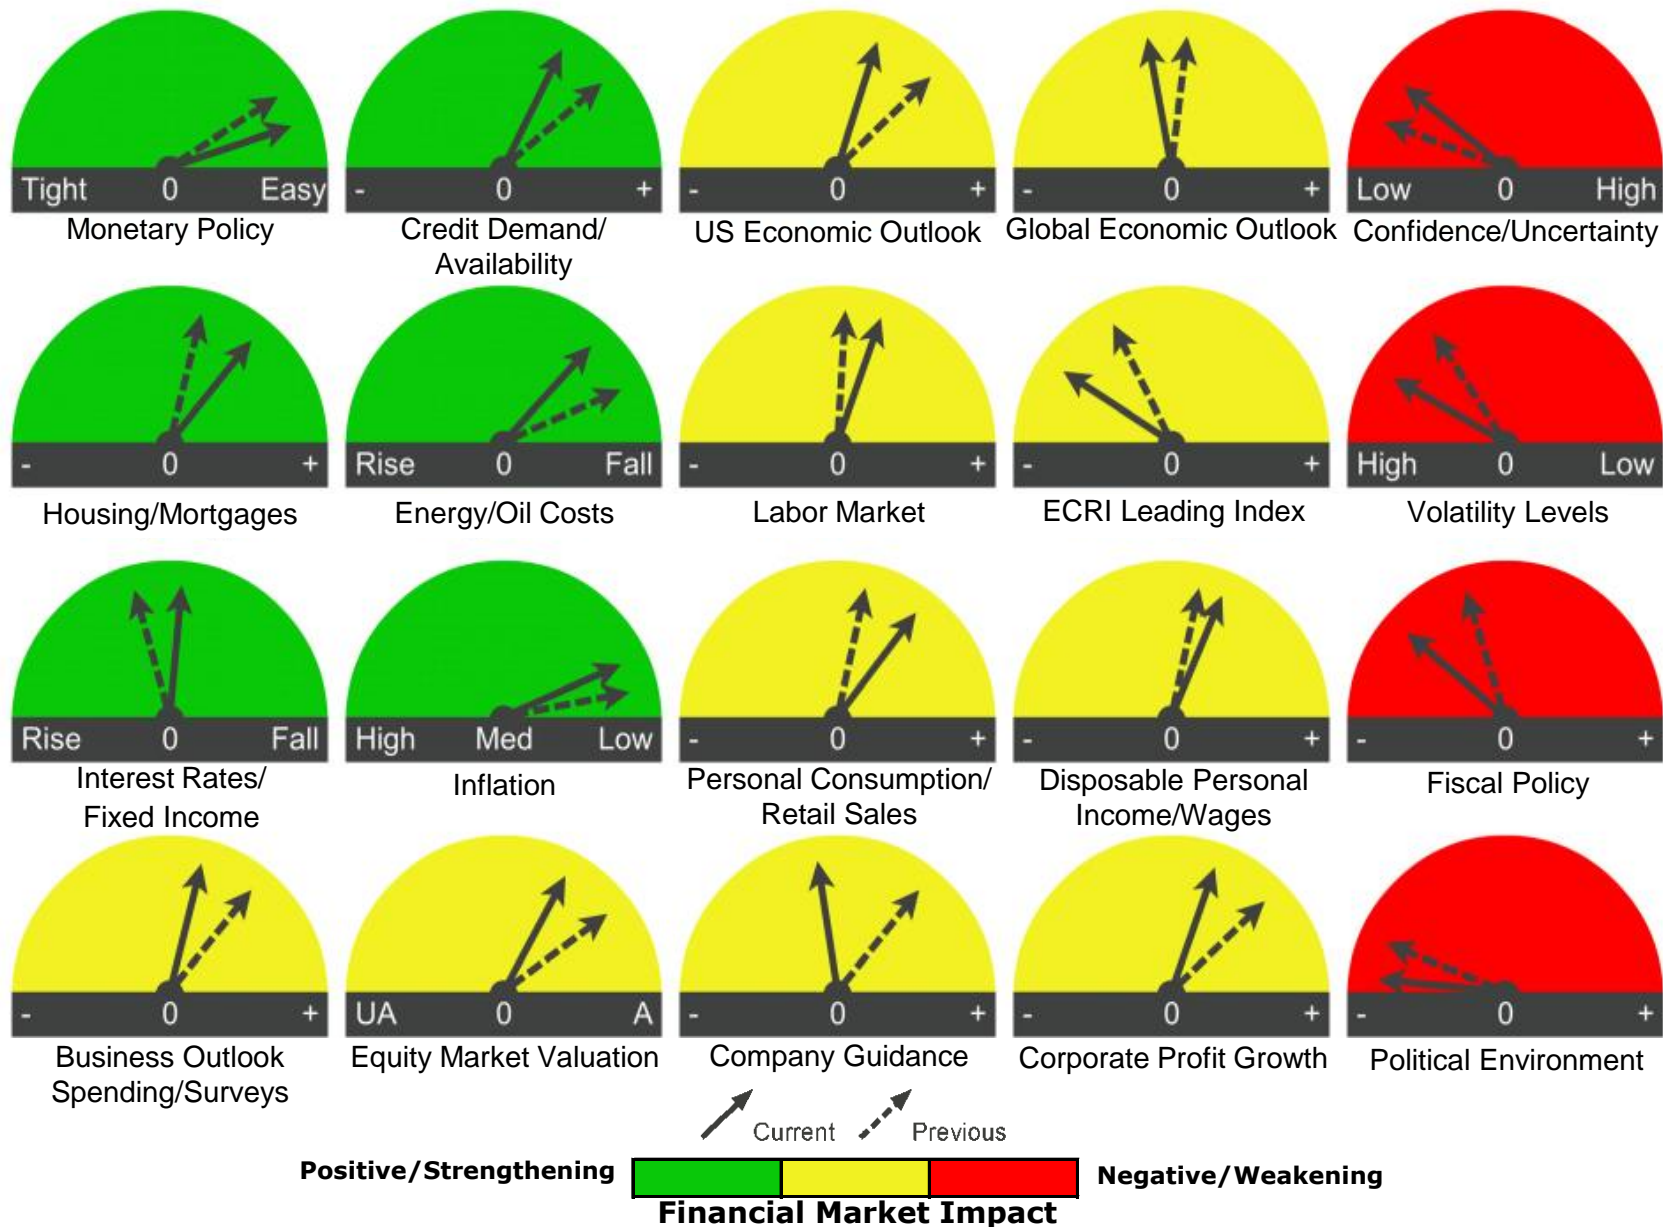 Tight 0 Easy
Monetary Policy
- 0 +
Credit Demand/
Availability
- 0 +
US Economic Outlook
- 0 +
Global Economic Outlook
Low 0 High
Confidence/Uncertainty
- 0 +
Housing/Mortgages
Rise 0 Fall
Energy/Oil Costs
- 0 +
Labor Market
- 0 +
ECRI Leading Index
High 0 Low
Volatility Levels
Rise 0 Fall
Interest Rates/
Fixed Income
High Med Low
Inflation
- 0 +
Personal Consumption/
Retail Sales
- 0 +
Disposable Personal
Income/Wages
- 0 +
Fiscal Policy
- 0 +
Business Outlook
Spending/Surveys
UA 0 A
Equity Market Valuation
- 0 +
Company Guidance
- 0 +
Corporate Profit Growth
- 0 +
Political Environment
Current Previous
Positive/Strengthening Negative/Weakening
Financial Market Impact